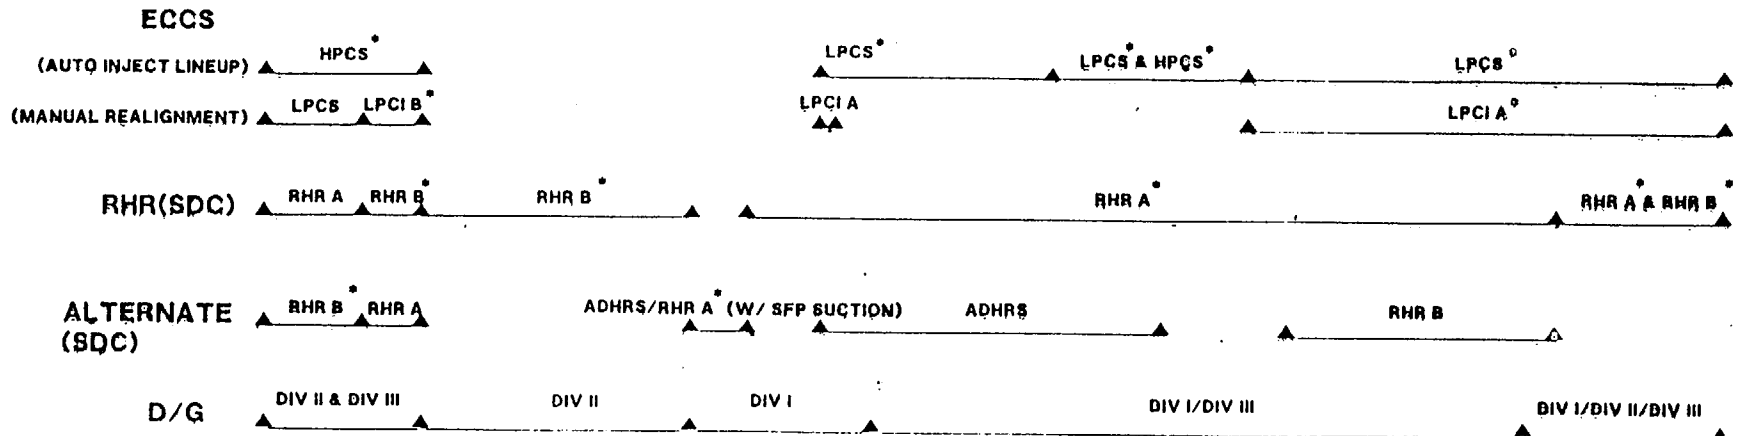 ECCS
(AUTO INJECT LINEUP) HPCS* LPCS* LPCS* & HPCS* LPCS*
(MANUAL REALIGNMENT) LPCS LPCI B* LPCI A LPCI A*
RHR(SDC) RHR A RHR B* RHR B* RHR A* RHR A* & RHR B*
ALTERNATE (SDC) RHR B* RHR A ADHRS/RHR A* (W/ SFP SUCTION) ADHRS RHR B
D/G DIV II & DIV III DIV II DIV I DIV I/DIV III DIV I/DIV II/DIV III